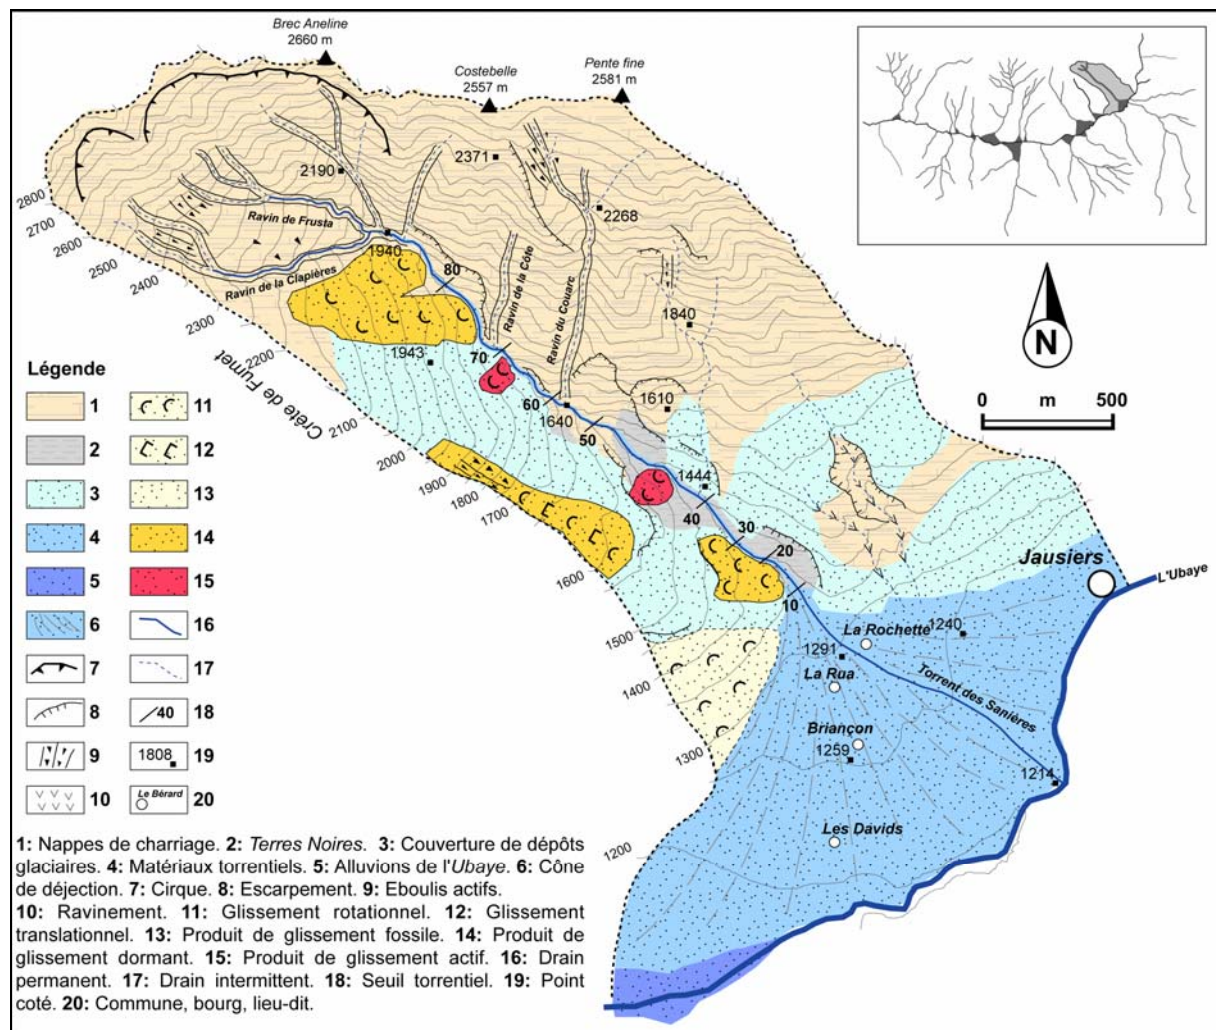 Brec Aneline
2660 m
Costebelle
2557 m
Pente fine
2581 m
2371
2190
2268
2800
2700
2600
2500
2400
2300
2200
2100
2000
1900
1800
1700
1600
1500
1400
1300
1200
Ravin de Frusta
1940
Ravin de la Clapières
80
Ravin de la Côte
Ravin du Couarc
1840
1943
70
Crête de Fumet
60
1640
1610
50
1444
40
30
20
10
N
0 m 500
Jausiers
L'Ubaye
La Rochette
1240
1291
La Rua
Torrent des Sanières
Briançon
1259
1214
Les Davids
Légende
1
2
3
4
5
6
7
8
9
10
11
12
13
14
15
16
17
40 18
1808 19
Le Bérard 20
1: Nappes de charriage. 2: Terres Noires. 3: Couverture de dépôts
glaciaires. 4: Matériaux torrentiels. 5: Alluvions de l'Ubaye. 6: Cône
de déjection. 7: Cirque. 8: Escarpement. 9: Eboulis actifs.
10: Ravinement. 11: Glissement rotationnel. 12: Glissement
translationnel. 13: Produit de glissement fossile. 14: Produit de
glissement dormant. 15: Produit de glissement actif. 16: Drain
permanent. 17: Drain intermittent. 18: Seuil torrentiel. 19: Point
coté. 20: Commune, bourg, lieu-dit.